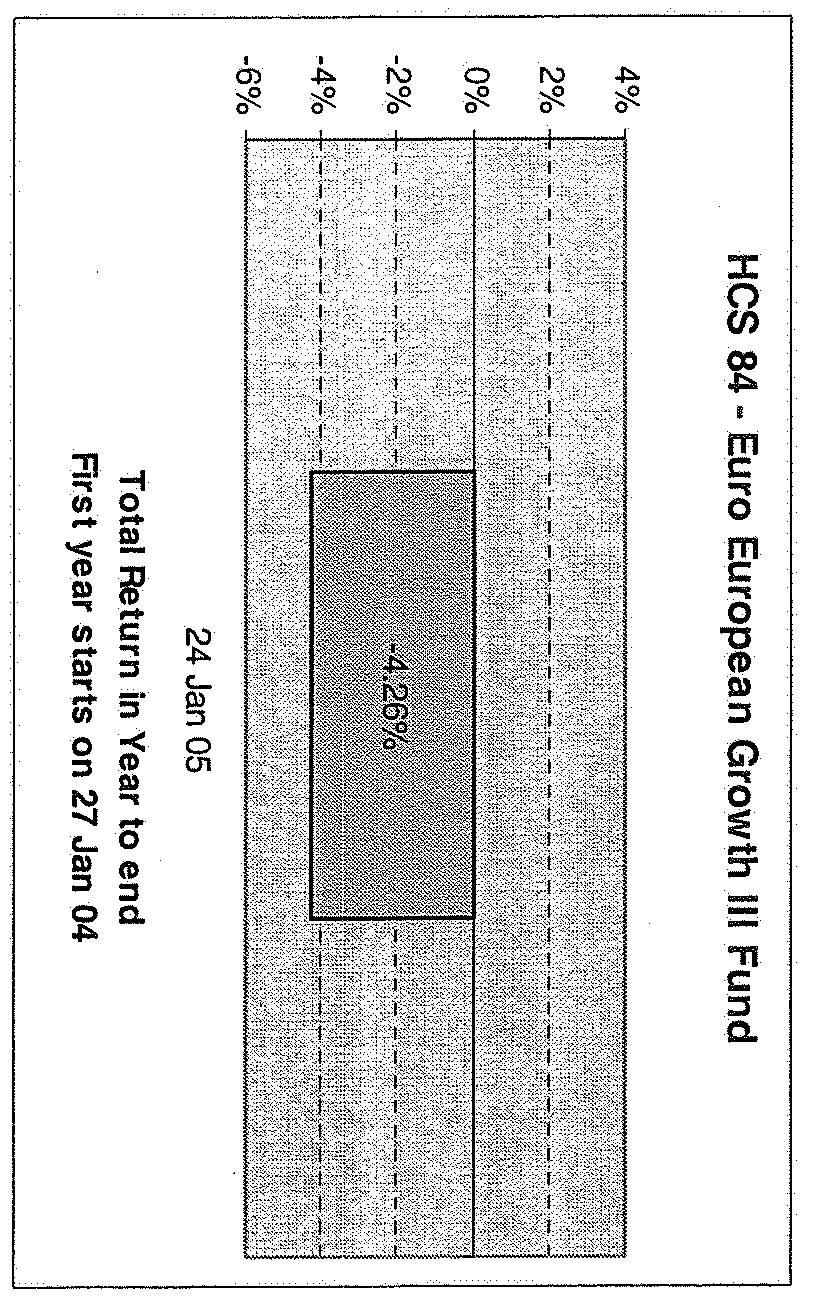 HCS 84 - Euro European Growth III Fund
4%
2%
0%
-2%
-4%
-6%
-4.26%
24 Jan 05
Total Return in Year to end
First year starts on 27 Jan 04